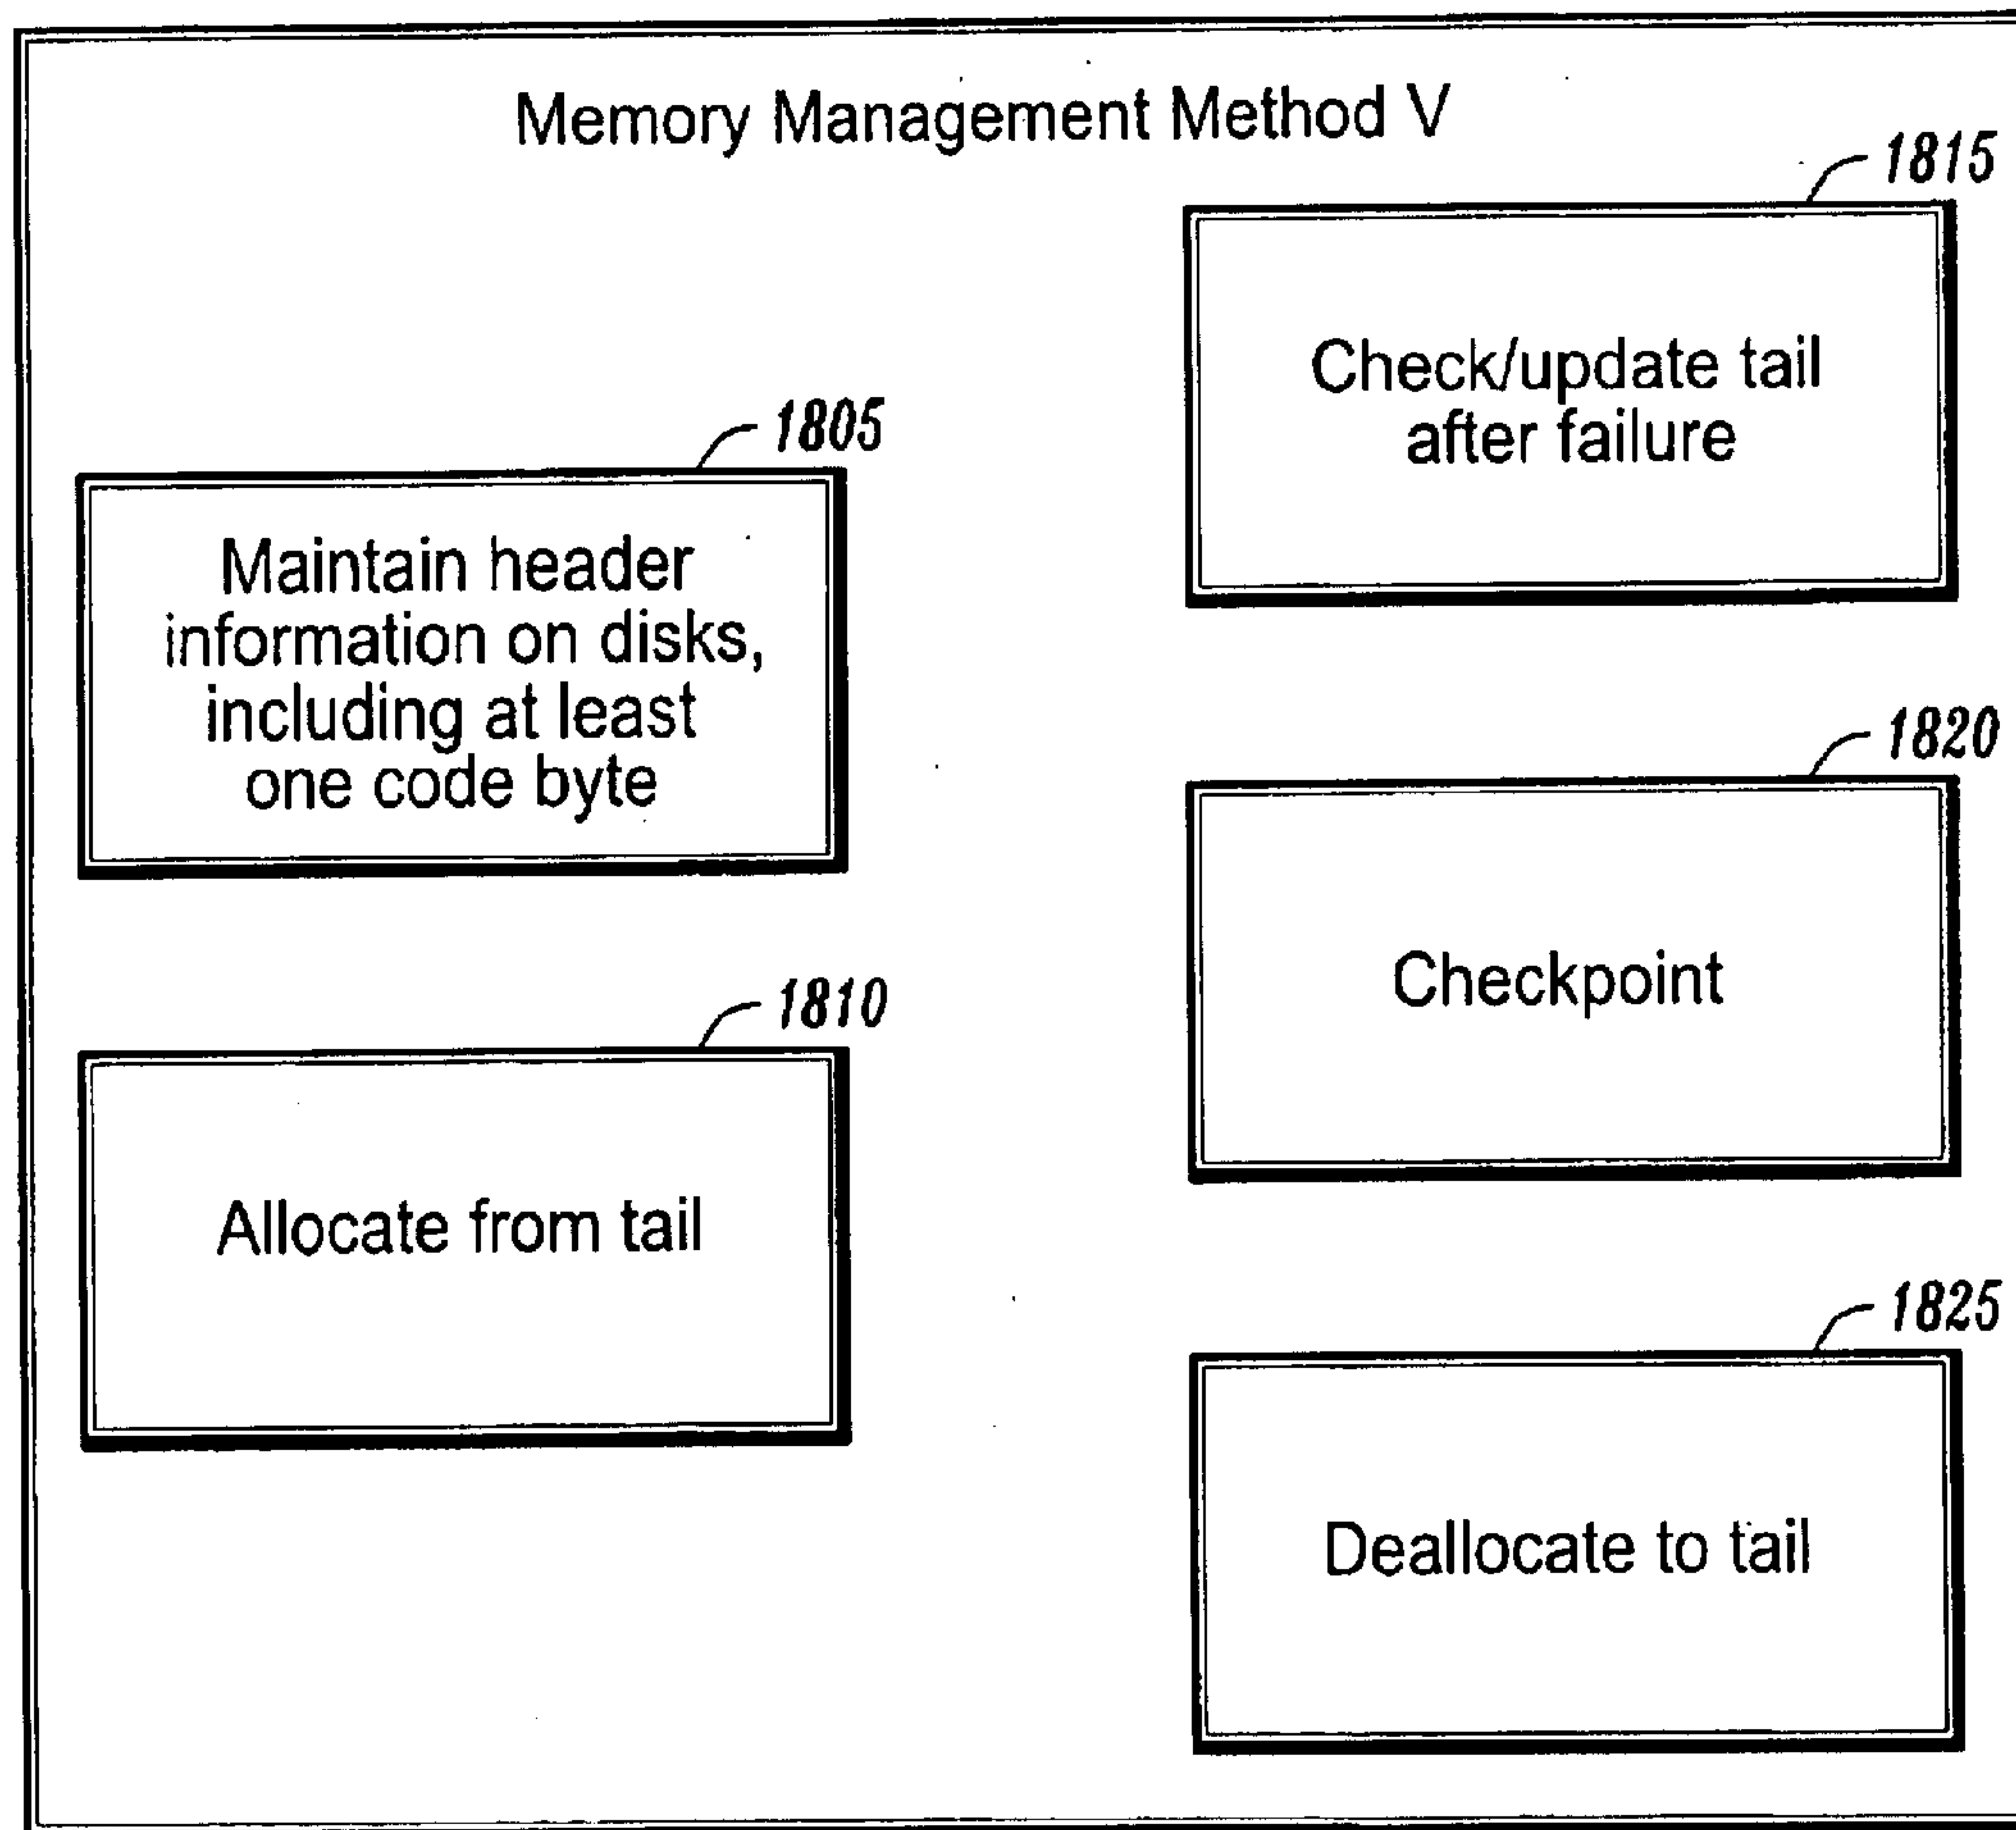 Memory Management Method V
1805
Maintain header
information on disks,
including at least
one code byte
1810
Allocate from tail
1815
Check/update tail
after failure
1820
Checkpoint
1825
Deallocate to tail